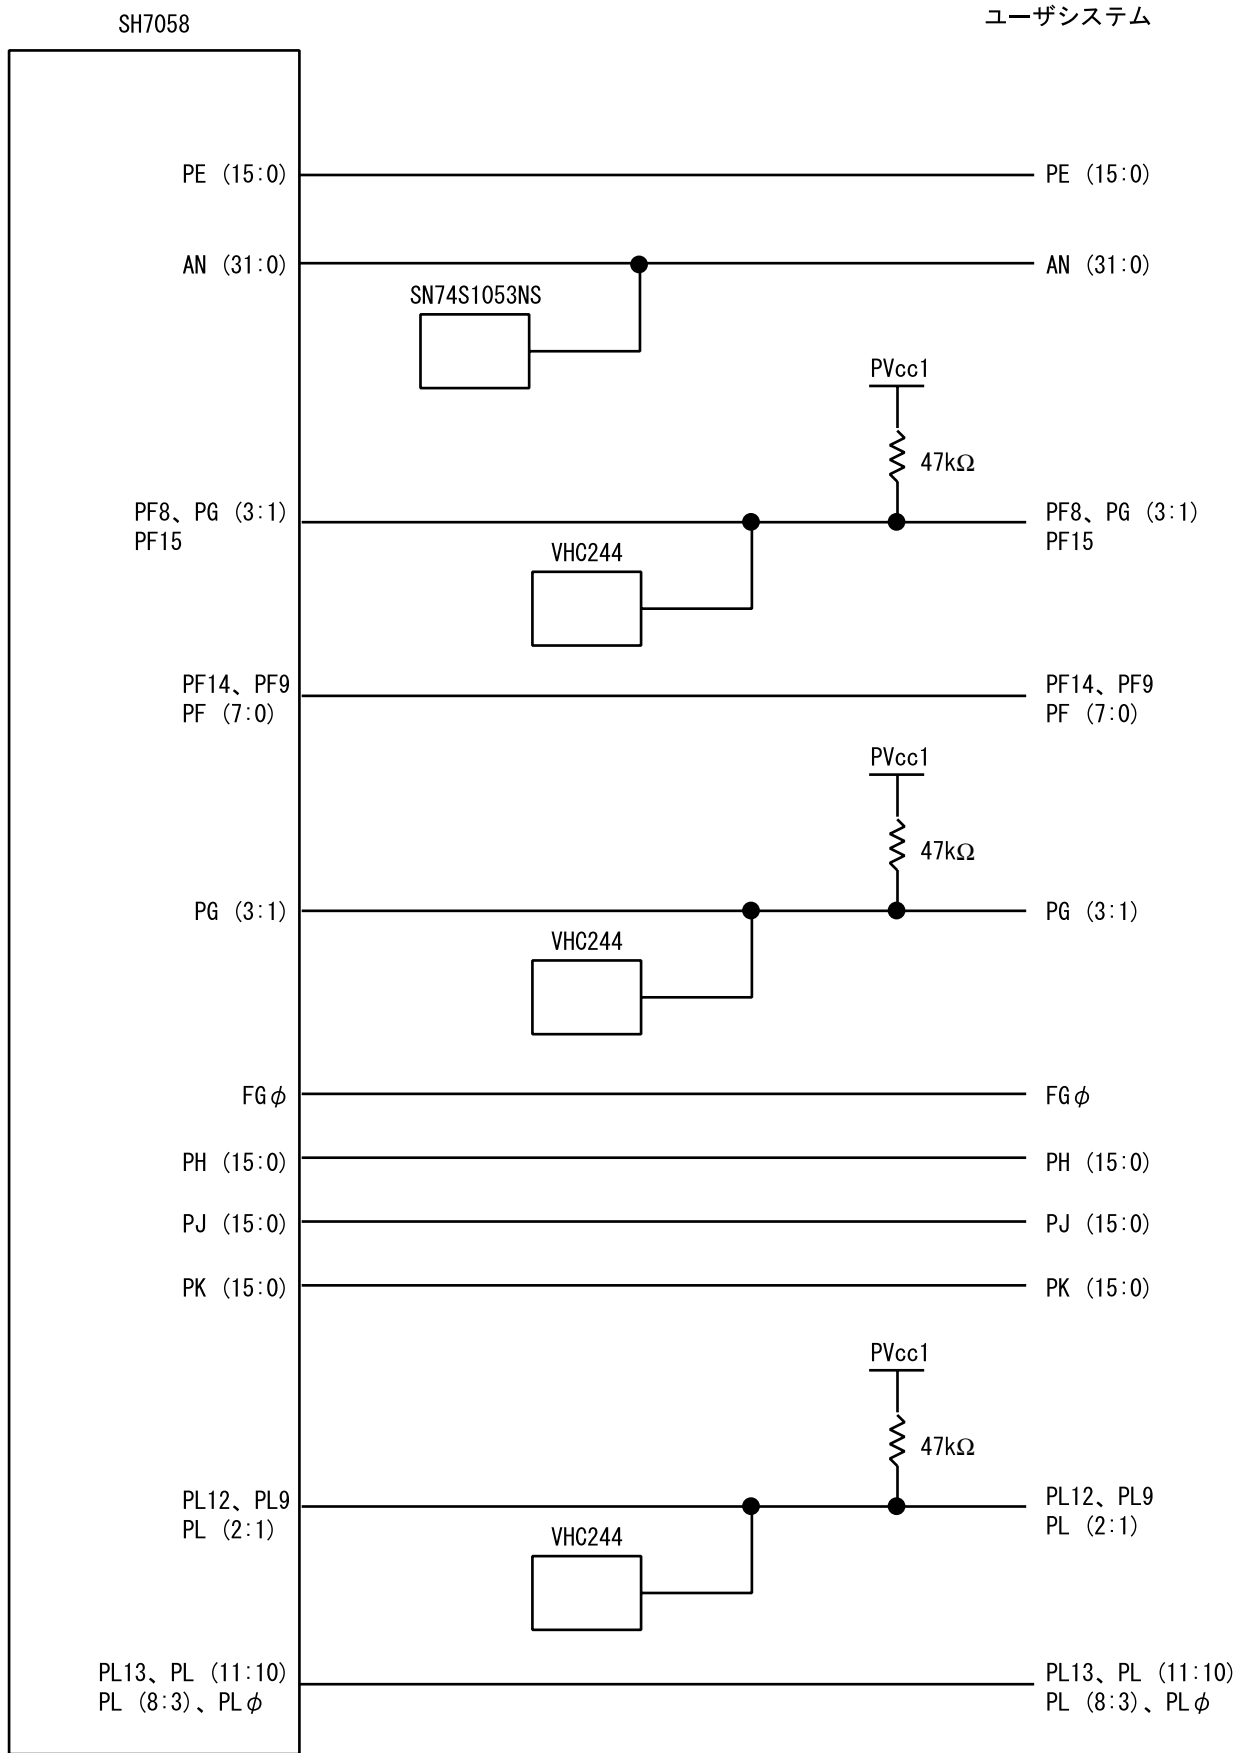 SH7058
ユーザシステム
PE (15:0)
PE (15:0)
AN (31:0)
AN (31:0)
SN74S1053NS
PVcc1
47kΩ
PF8、PG (3:1)
PF15
PF8、PG (3:1)
PF15
VHC244
PF14、PF9
PF (7:0)
PF14、PF9
PF (7:0)
PVcc1
47kΩ
PG (3:1)
PG (3:1)
VHC244
FGφ
FGφ
PH (15:0)
PH (15:0)
PJ (15:0)
PJ (15:0)
PK (15:0)
PK (15:0)
PVcc1
47kΩ
PL12、PL9
PL (2:1)
PL12、PL9
PL (2:1)
VHC244
PL13、PL (11:10)
PL (8:3)、PLφ
PL13、PL (11:10)
PL (8:3)、PLφ